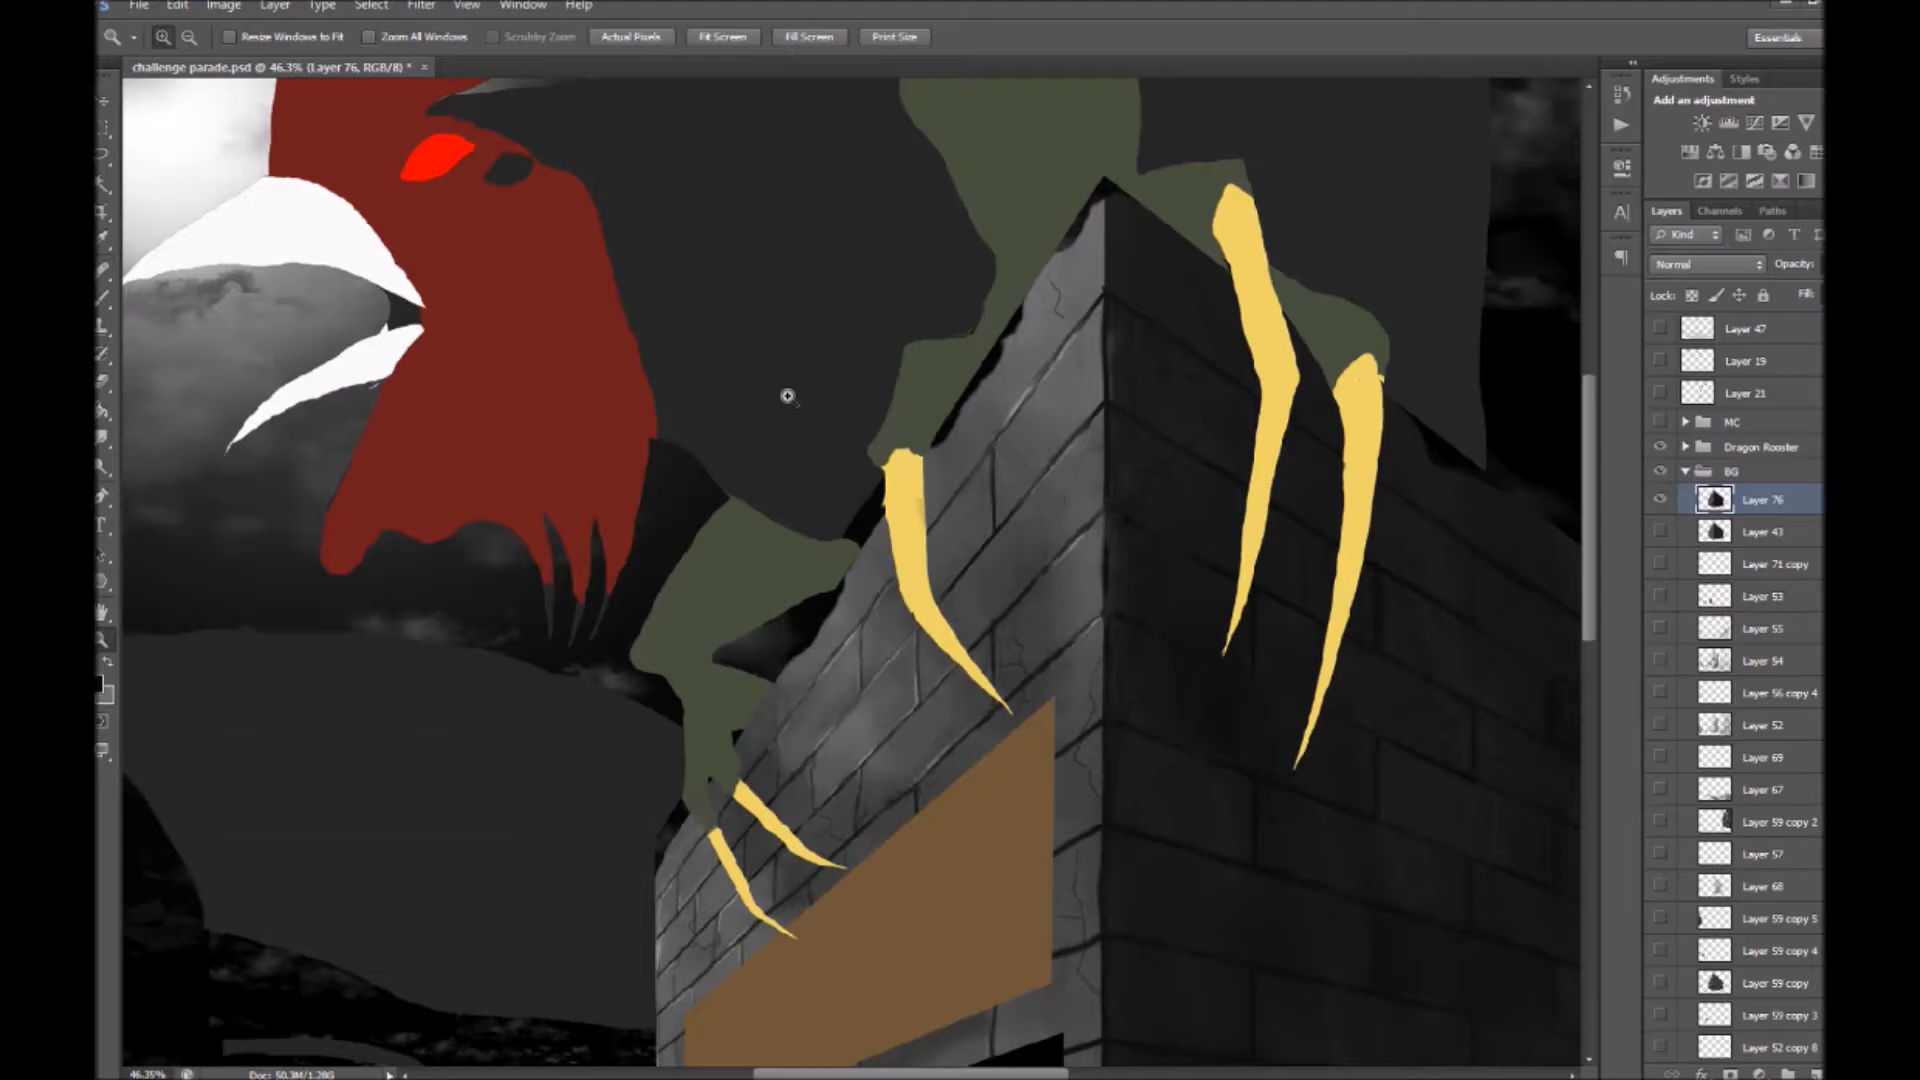 File Edit Image Layer Type Select Filter View Window Help
Resize Windows to Fit Zoom All Windows Scrubby Zoom Actual Pixels Fit Screen Fill Screen Print Size Essentials
challenge parade.psd @ 46.3% (Layer 76, RGB/8) * ×
Adjustments Styles
Add an adjustment
Layers Channels Paths
Kind
Normal Opacity:
Lock: Fill:
Layer 47
Layer 19
Layer 21
MC
Dragon Rooster
BG
Layer 76
Layer 43
Layer 71 copy
Layer 53
Layer 55
Layer 54
Layer 56 copy 4
Layer 52
Layer 69
Layer 67
Layer 59 copy 2
Layer 57
Layer 68
Layer 59 copy 5
Layer 59 copy 4
Layer 59 copy
Layer 59 copy 3
Layer 52 copy 8
46.35% Doc: 50.3M/1.28G